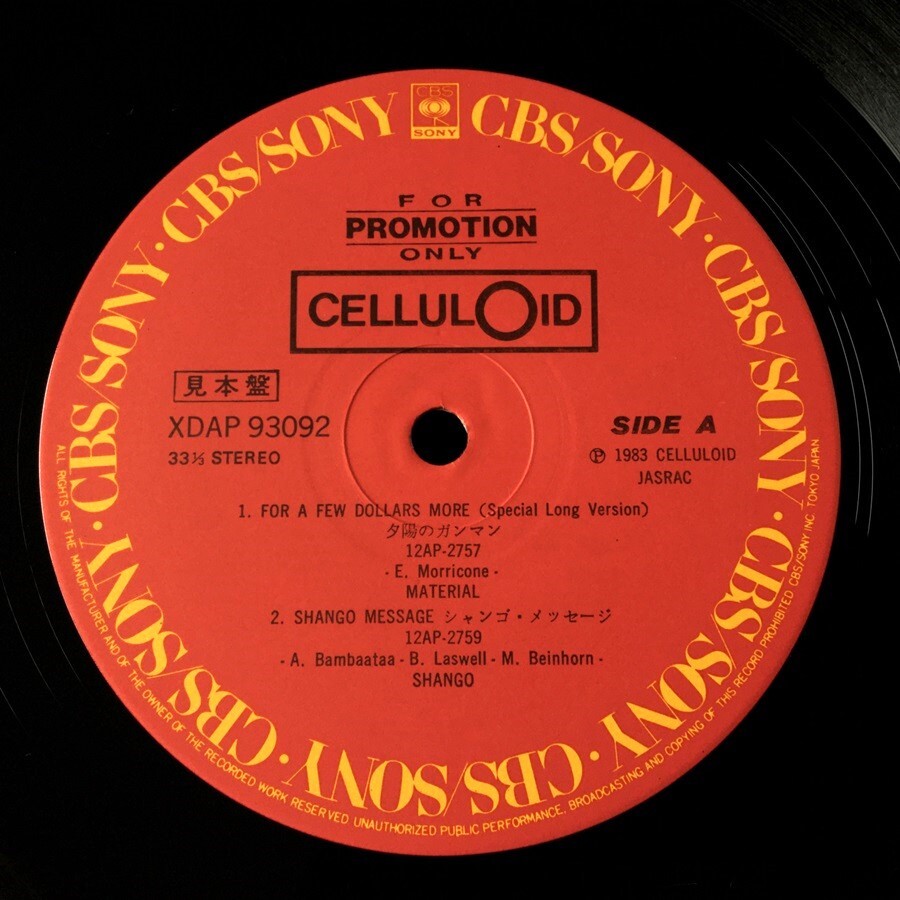 CBS/SONY · CBS/SONY · CBS/SONY · CBS/SONY · CBS/SONY · CBS/SONY · CBS/SONY · CBS/SONY · CBS/SONY · CBS/SONY
CBS
SONY
FOR
PROMOTION
ONLY
CELLULOID
見本盤
XDAP 93092
33⅓ STEREO
SIDE A
Ⓟ 1983 CELLULOID
JASRAC
1. FOR A FEW DOLLARS MORE (Special Long Version)
夕陽のガンマン
12AP-2757
- E. Morricone -
MATERIAL
2. SHANGO MESSAGE シャンゴ・メッセージ
12AP-2759
- A. Bambaataa - B. Laswell - M. Beinhorn -
SHANGO
ALL RIGHTS OF THE MANUFACTURER AND OF THE OWNER OF THE RECORDED WORK RESERVED UNAUTHORIZED PUBLIC PERFORMANCE, BROADCASTING AND COPYING OF THIS RECORD PROHIBITED CBS/SONY INC. TOKYO JAPAN